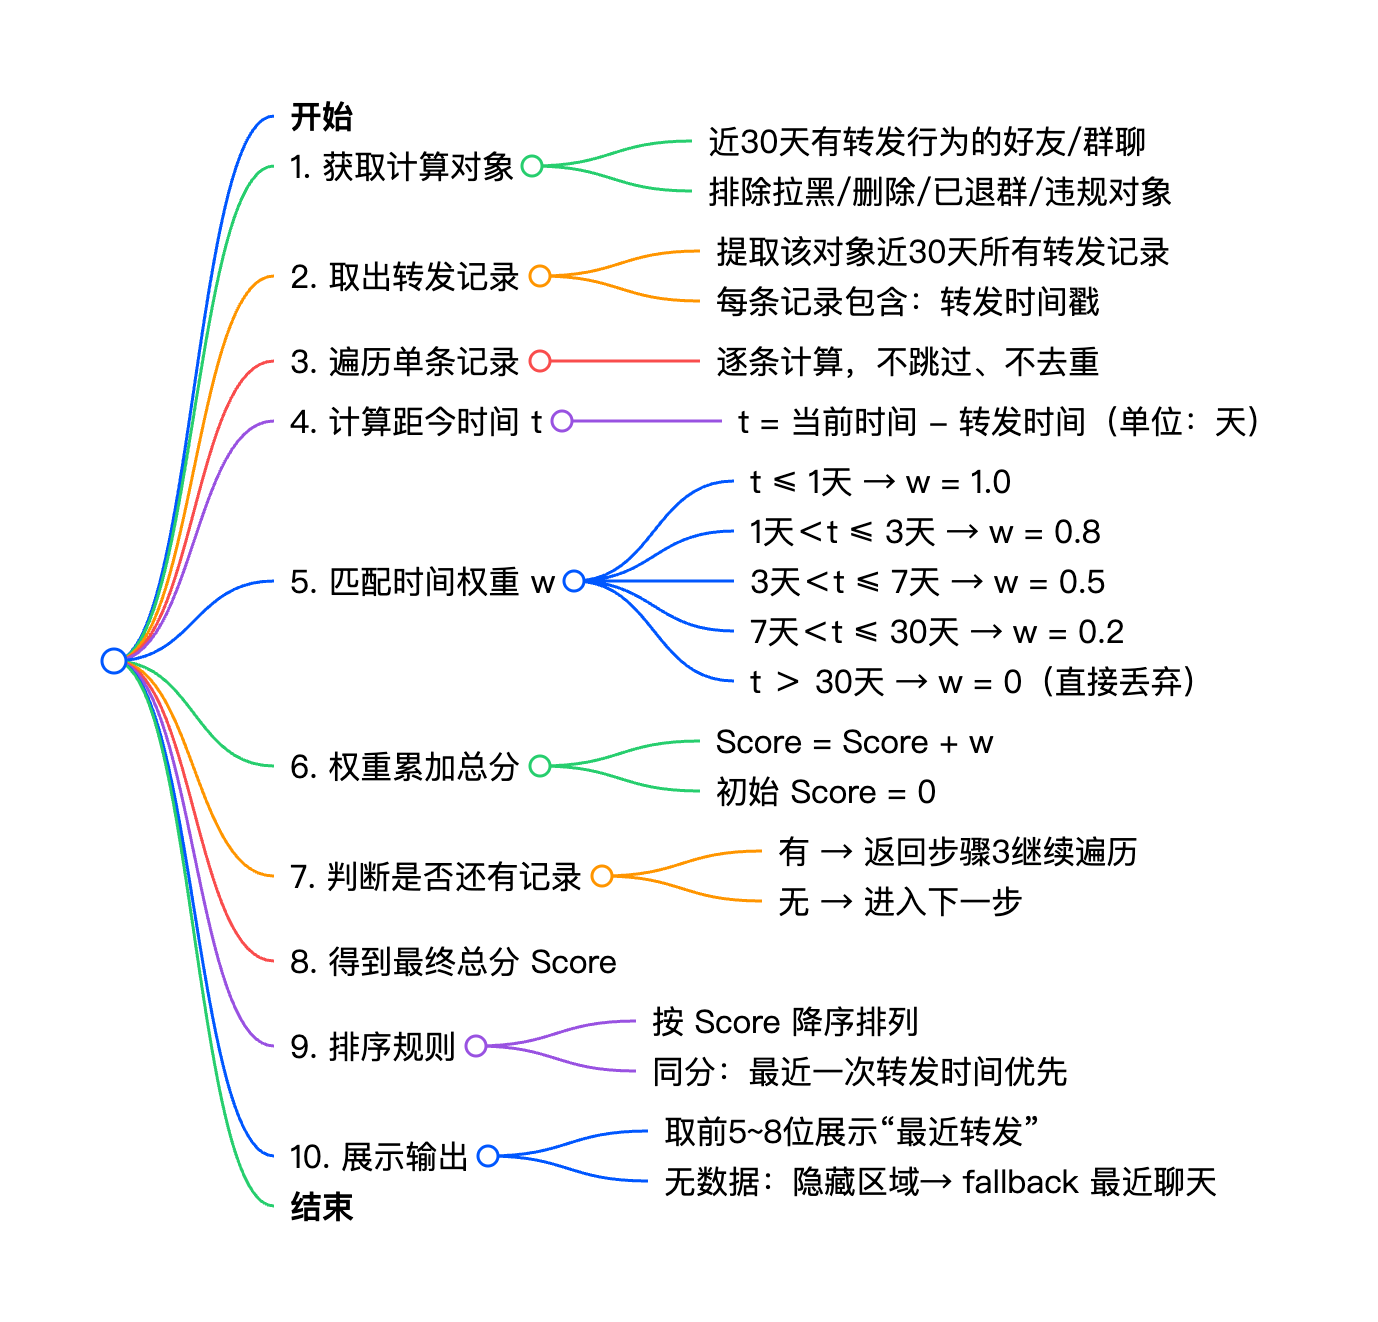 开始
1. 获取计算对象
近30天有转发行为的好友/群聊
排除拉黑/删除/已退群/违规对象
2. 取出转发记录
提取该对象近30天所有转发记录
每条记录包含：转发时间戳
3. 遍历单条记录
逐条计算，不跳过、不去重
4. 计算距今时间 t
t = 当前时间 – 转发时间（单位：天）
5. 匹配时间权重 w
t ≤ 1天 → w = 1.0
1天＜t ≤ 3天 → w = 0.8
3天＜t ≤ 7天 → w = 0.5
7天＜t ≤ 30天 → w = 0.2
t ＞ 30天 → w = 0（直接丢弃）
6. 权重累加总分
Score = Score + w
初始 Score = 0
7. 判断是否还有记录
有 → 返回步骤3继续遍历
无 → 进入下一步
8. 得到最终总分 Score
9. 排序规则
按 Score 降序排列
同分：最近一次转发时间优先
10. 展示输出
取前5~8位展示“最近转发”
无数据：隐藏区域→ fallback 最近聊天
结束